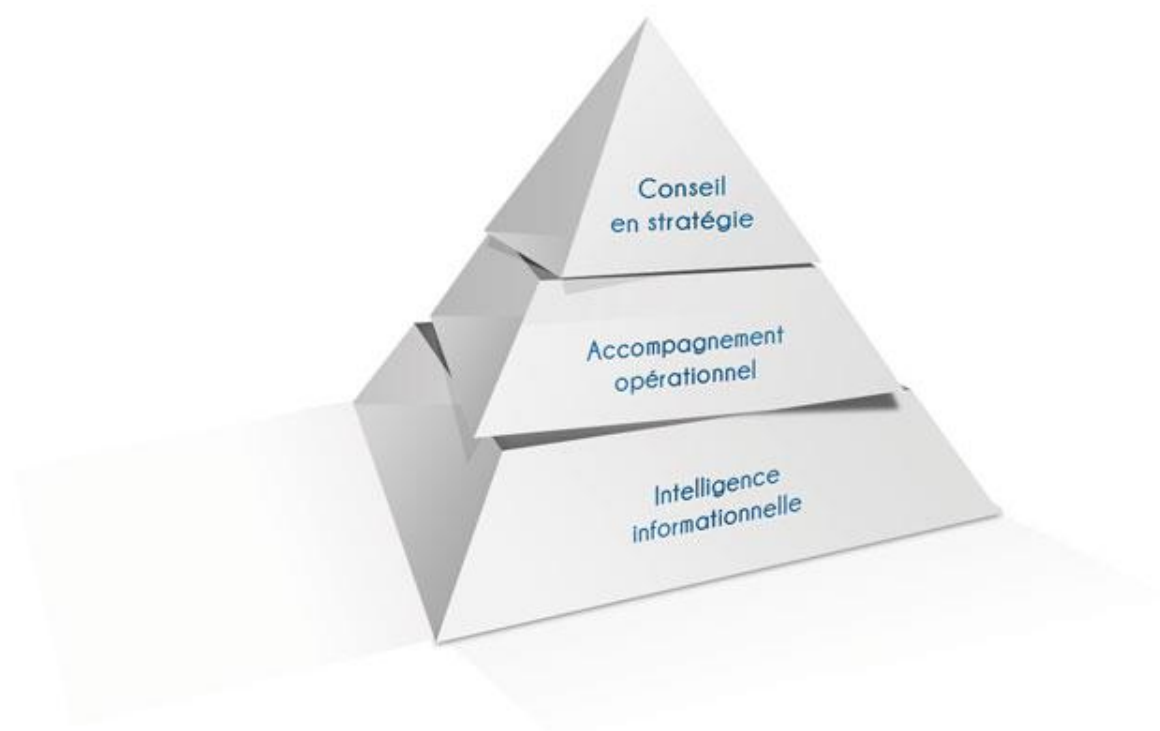 Conseil
en stratégie
Accompagnement
opérationnel
Intelligence
informationnelle